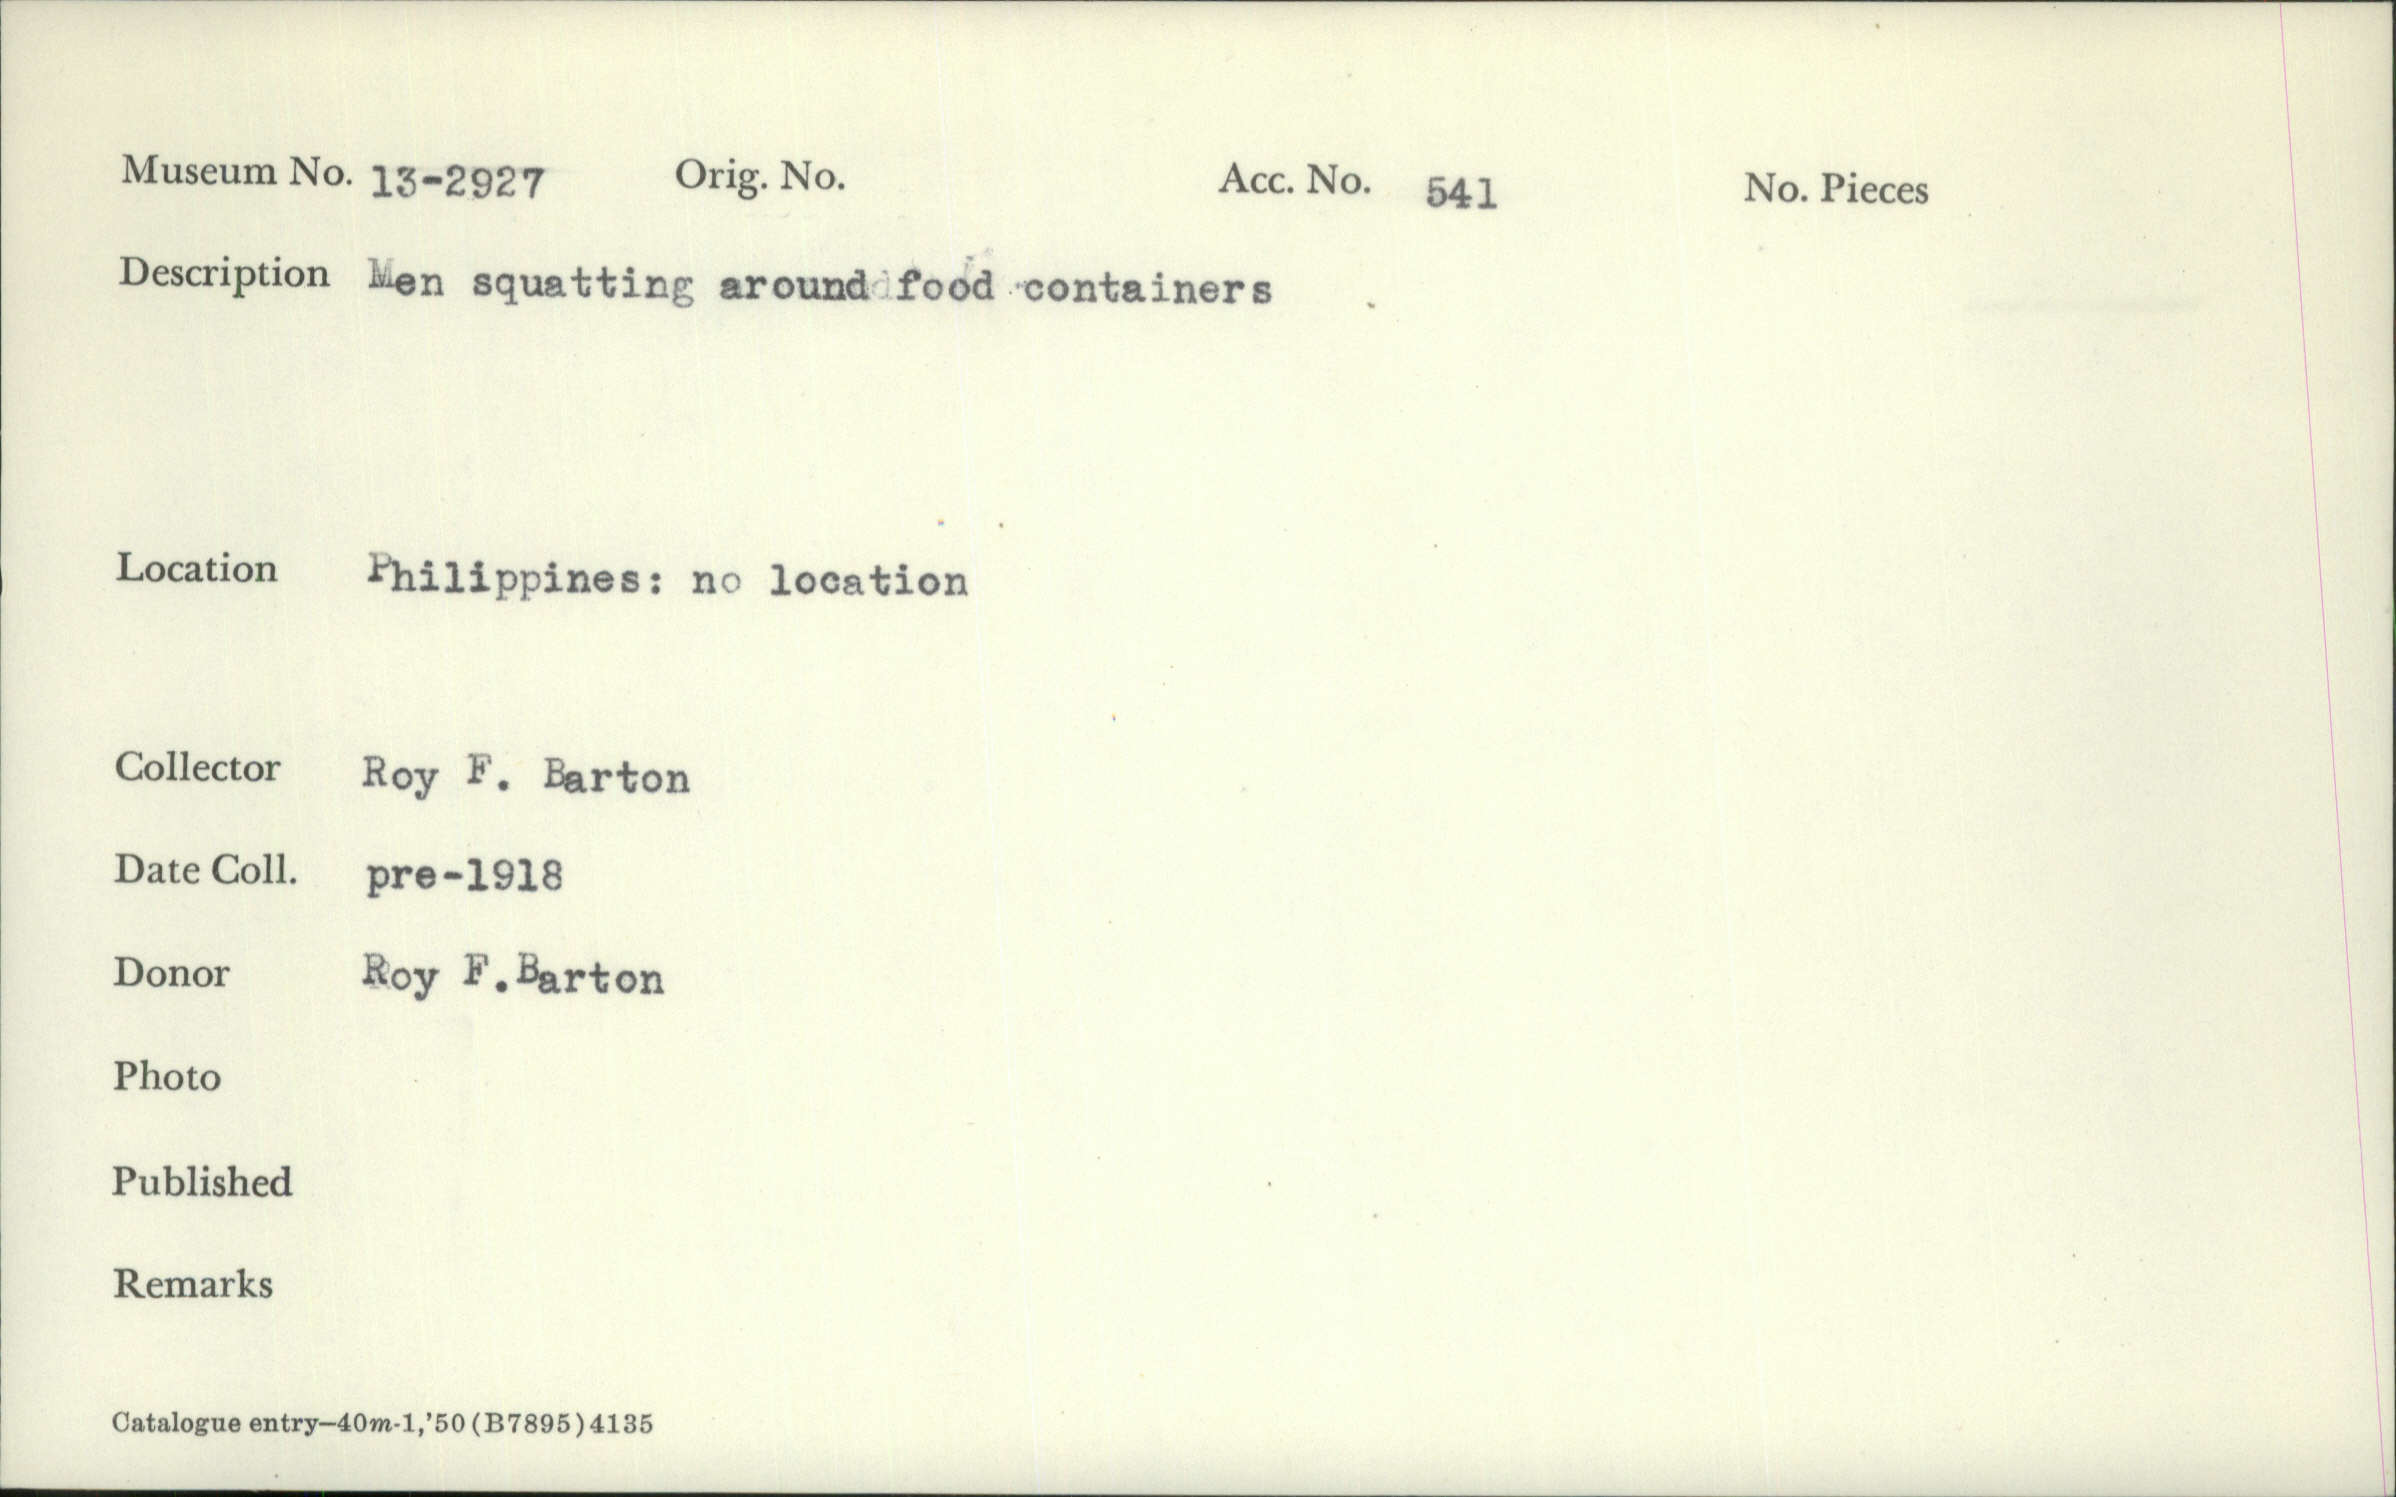 Museum No. 13-2927 Orig. No. Acc. No. 541 No. Pieces
Description Men squatting around food containers
Location Philippines: no location
Collector Roy F. Barton
Date Coll. pre-1918
Donor Roy F.Barton
Photo
Published
Remarks
Catalogue entry—40m-1,'50(B7895)4135